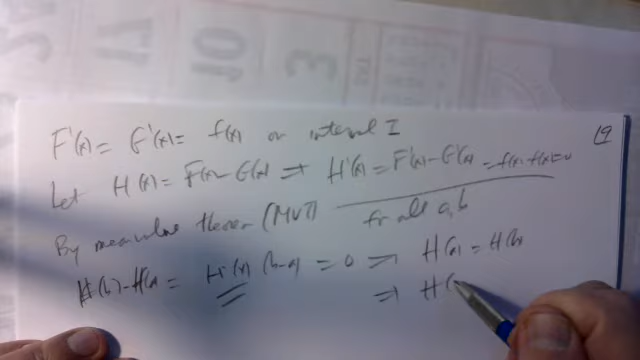 19
F'(x) = G'(x) = f(x) on interval I
Let H(x) = F(x) - G(x) ⇒ H'(x) = F'(x) - G'(x) = f(x) - f(x) = 0
By mean value theorem (MVT) for all a, b
H(b) - H(a) = H'(x) (b-a) = 0 ⇒ H(a) = H(b)
⇒ H(